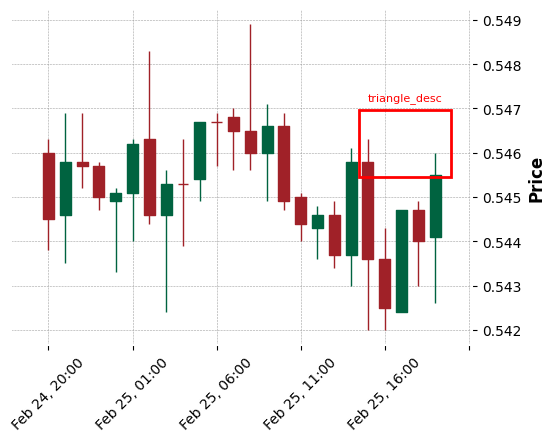 0.549
0.548
triangle_desc
0.547
0.546
0.545
0.544
0.543
0.542
Price
Feb 24, 20:00
Feb 25, 01:00
Feb 25, 06:00
Feb 25, 11:00
Feb 25, 16:00